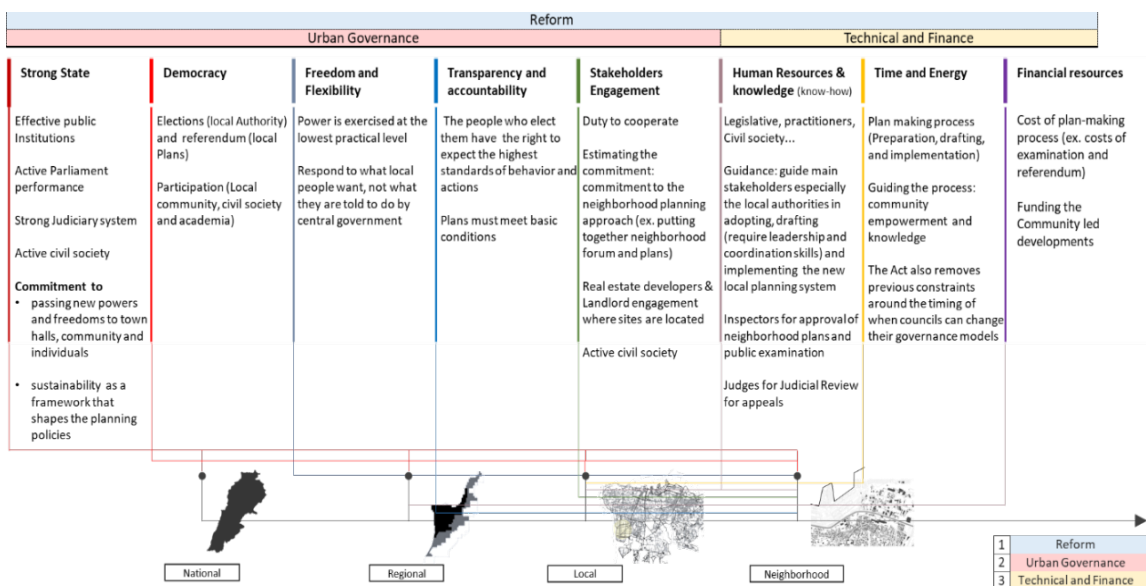 Reform
Urban Governance
Technical and Finance
Strong State
Effective public
Institutions
Active Parliament
performance
Strong Judiciary system
Active civil society
Commitment to
• passing new powers
and freedoms to town
halls, community and
individuals
• sustainability as a
framework that
shapes the planning
policies
Democracy
Elections (local Authority)
and referendum (local
Plans)
Participation (Local
community, civil society
and academia)
Freedom and
Flexibility
Power is exercised at the
lowest practical level
Respond to what local
people want, not what
they are told to do by
central government
Transparency and
accountability
The people who elect
them have the right to
expect the highest
standards of behavior and
actions
Plans must meet basic
conditions
Stakeholders
Engagement
Duty to cooperate
Estimating the
commitment:
commitment to the
neighborhood planning
approach (ex. putting
together neighborhood
forum and plans)
Real estate developers &
Landlord engagement
where sites are located
Active civil society
Human Resources &
knowledge (know-how)
Legislative, practitioners,
Civil society...
Guidance: guide main
stakeholders especially
the local authorities in
adopting, drafting
(require leadership and
coordination skills) and
implementing the new
local planning system
Inspectors for approval of
neighborhood plans and
public examination
Judges for Judicial Review
for appeals
Time and Energy
Plan making process
(Preparation, drafting,
and implementation)
Guiding the process:
community
empowerment and
knowledge
The Act also removes
previous constraints
around the timing of
when councils can change
their governance models
Financial resources
Cost of plan-making
process (ex. costs of
examination and
referendum)
Funding the
Community led
developments
National
Regional
Local
Neighborhood
1 Reform
2 Urban Governance
3 Technical and Finance